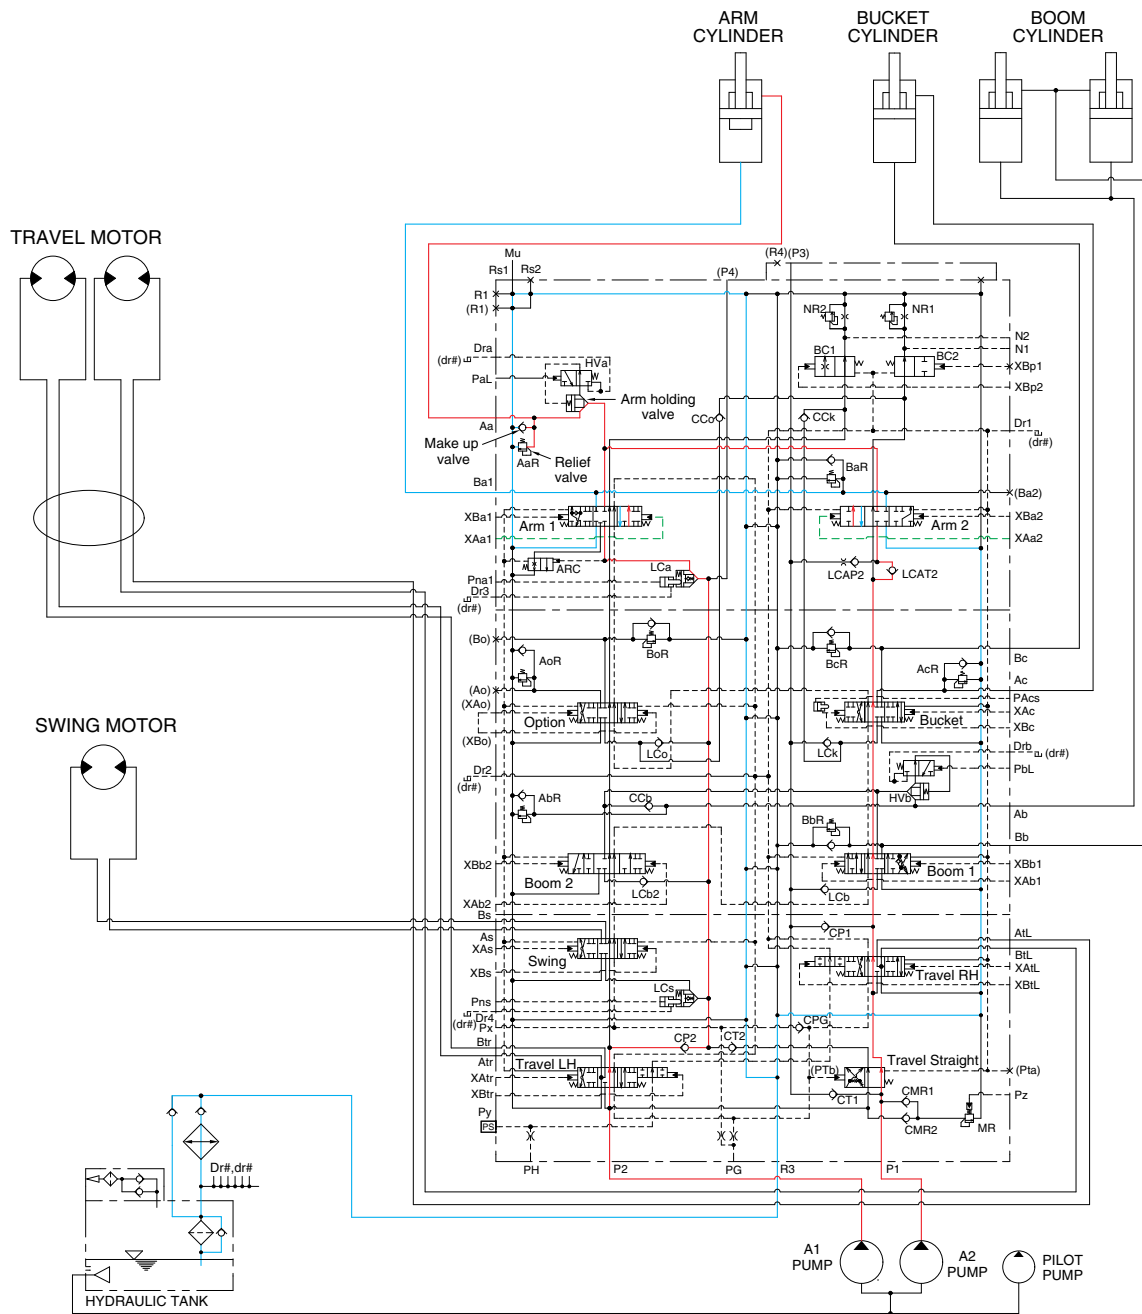 ARM
CYLINDER
BUCKET
CYLINDER
BOOM
CYLINDER
TRAVEL MOTOR
SWING MOTOR
Mu
Rs1
Rs2
(R4)
(P3)
(P4)
R1
(R1)
NR2
NR1
N2
N1
Dra
(dr#)
HVa
BC1
BC2
XBp1
PaL
XBp2
Arm holding
valve
CCo
CCk
Aa
Dr1
(dr#)
Make up
valve
AaR
Relief
valve
BaR
Ba1
(Ba2)
XBa1
Arm 1
Arm 2
XBa2
XAa1
XAa2
ARC
LCa
LCAP2
LCAT2
Pna1
Dr3
(dr#)
(Bo)
BoR
BcR
Bc
AoR
AcR
Ac
(Ao)
PAcs
(XAo)
Option
Bucket
XAc
XBc
(XBo)
LCo
LCk
Drb
(dr#)
Dr2
(dr#)
PbL
AbR
CCb
HVb
Ab
BbR
Bb
XBb2
Boom 2
Boom 1
XBb1
XAb1
LCb2
LCb
XAb2
Bs
CP1
AtL
As
XAs
Swing
BtL
Travel RH
XAtL
XBs
XBtL
LCs
Pns
Dr4
(dr#)
Px
CPG
CP2
CT2
Btr
Atr
Travel LH
Travel Straight
(PTb)
(Pta)
XAtr
XBtr
CT1
CMR1
Pz
Py
PS
CMR2
MR
PH
P2
PG
R3
P1
Dr#,dr#
A1
PUMP
A2
PUMP
PILOT
PUMP
HYDRAULIC TANK